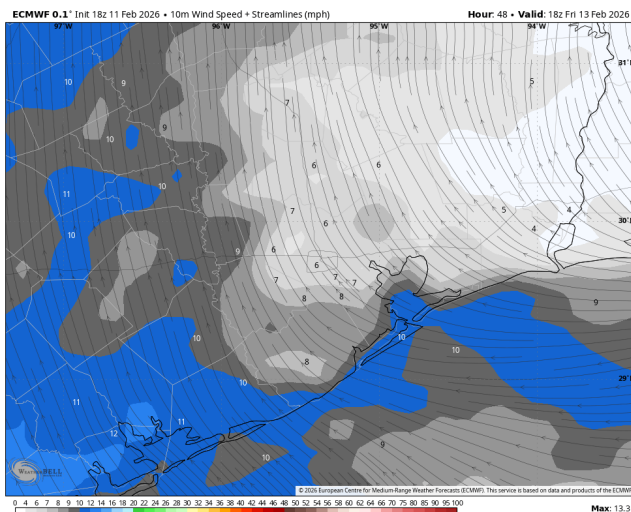 ECMWF 0.1° Init 18z 11 Feb 2026 • 10m Wind Speed + Streamlines (mph) Hour: 48 • Valid: 18z Fri 13 Feb 2026
97°W 96°W 95°W 94°W
31°
10 9 5
7
9
10
6 6
10
11
7 5 4
6 4 30°
10
9 6
6
7 7 7
8 8 9
10 10
10
8
29°
10
11
11
12
9
10
WEATHERBELL
© 2026 European Centre for Medium-Range Weather Forecasts (ECMWF). This service is based on data and products of the ECMWF
0 4 6 7 8 9 10 12 14 16 18 20 22 24 26 28 30 32 34 36 38 40 42 44 46 48 50 52 54 56 58 60 62 64 66 68 70 75 80 85 90 95 100
Max: 13.3